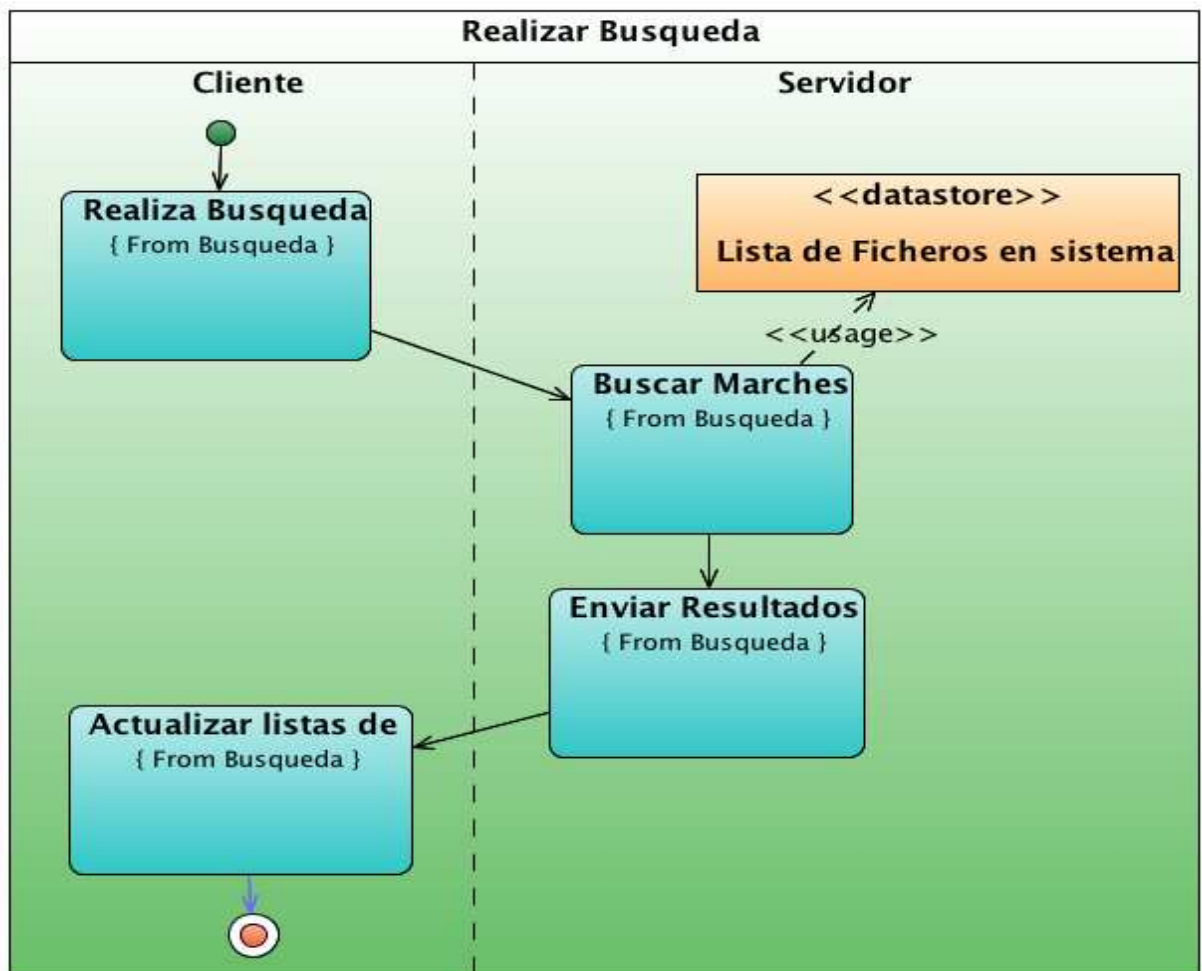 Realizar Busqueda
Cliente
Servidor
Realiza Busqueda
{ From Busqueda }
<<datastore>>
Lista de Ficheros en sistema
<<usage>>
Buscar Marches
{ From Busqueda }
Enviar Resultados
{ From Busqueda }
Actualizar listas de
{ From Busqueda }